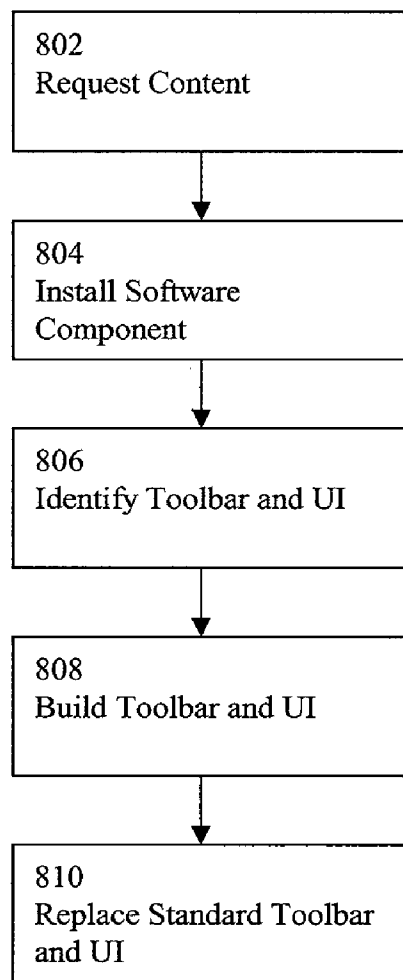 802
Request Content
804
Install Software
Component
806
Identify Toolbar and UI
808
Build Toolbar and UI
810
Replace Standard Toolbar
and UI